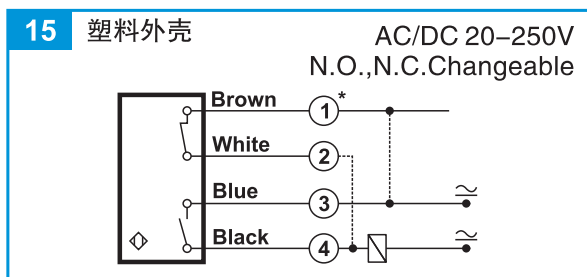 15 塑料外壳
AC/DC 20–250V
N.O.,N.C.Changeable
Brown 1 *
White 2
Blue 3
Black 4